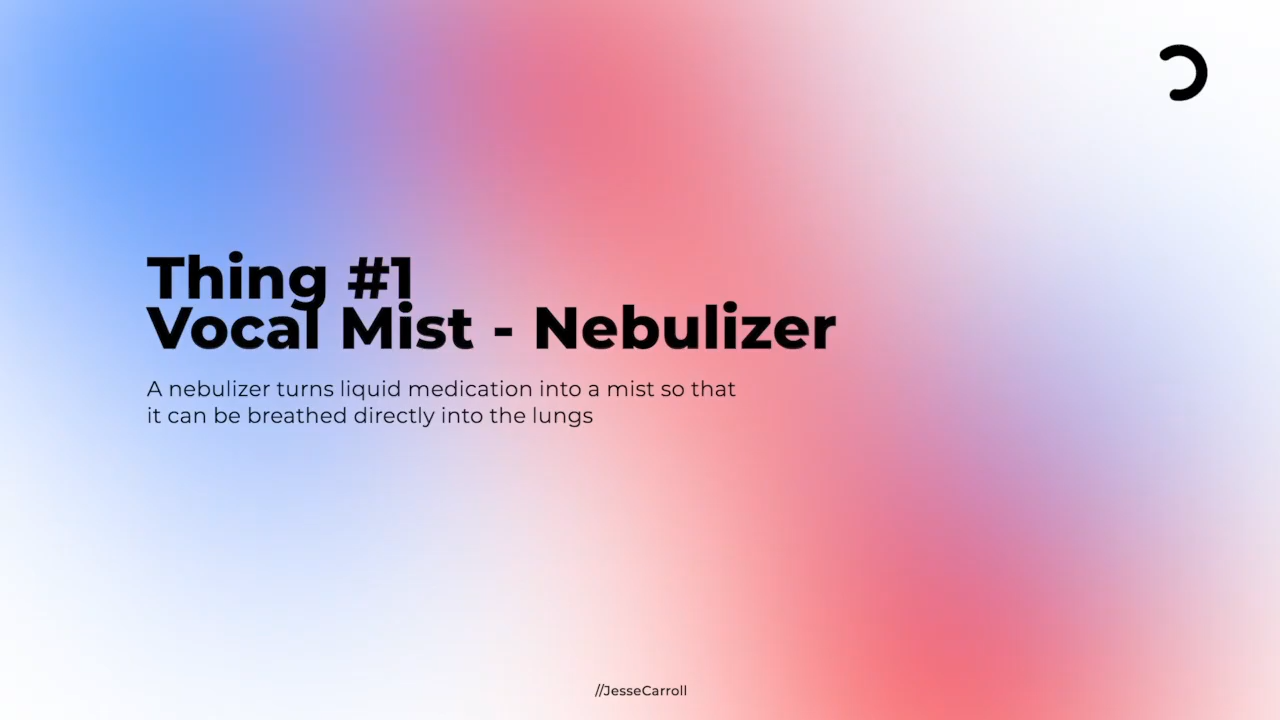 Thing #1
Vocal Mist - Nebulizer
A nebulizer turns liquid medication into a mist so that
it can be breathed directly into the lungs
//JesseCarroll